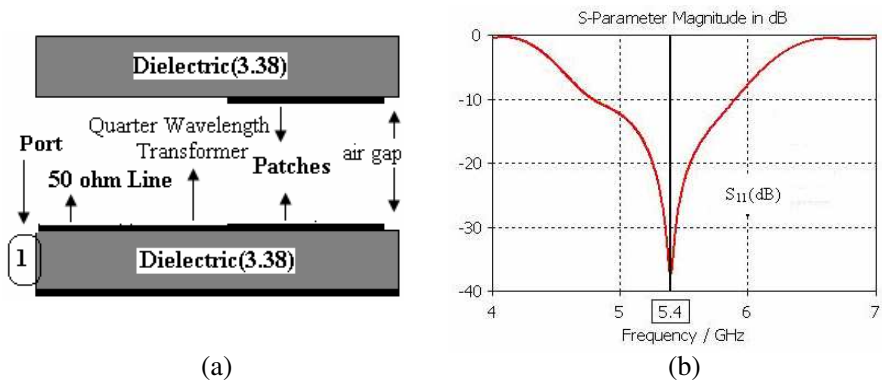 Dielectric(3.38)
Quarter Wavelength
Transformer
air gap
Port
Patches
50 ohm Line
1
Dielectric(3.38)
(a)
S-Parameter Magnitude in dB
0
-10
-20
-30
-40
S11(dB)
4
5
5.4
6
7
Frequency / GHz
(b)